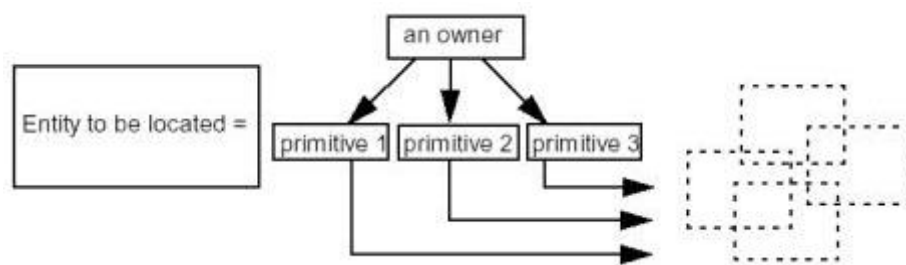 an owner
Entity to be located =
primitive 1
primitive 2
primitive 3